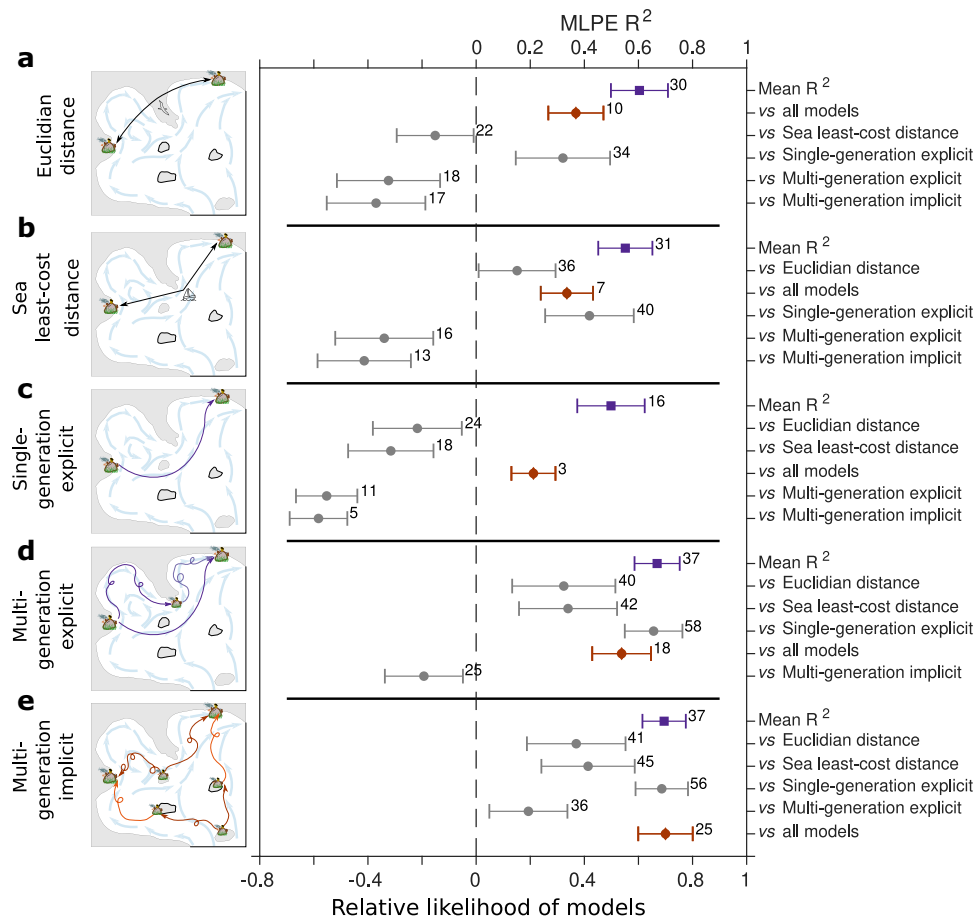 MLPE R²
0 0.2 0.4 0.6 0.8 1
a
Euclidian
distance
30 Mean R²
10 vs all models
22 vs Sea least-cost distance
34 vs Single-generation explicit
18 vs Multi-generation explicit
17 vs Multi-generation implicit
b
Sea
least-cost
distance
31 Mean R²
36 vs Euclidian distance
7 vs all models
40 vs Single-generation explicit
16 vs Multi-generation explicit
13 vs Multi-generation implicit
c
Single-
generation
explicit
16 Mean R²
24 vs Euclidian distance
18 vs Sea least-cost distance
3 vs all models
11 vs Multi-generation explicit
5 vs Multi-generation implicit
d
Multi-
generation
explicit
37 Mean R²
40 vs Euclidian distance
42 vs Sea least-cost distance
58 vs Single-generation explicit
18 vs all models
25 vs Multi-generation implicit
e
Multi-
generation
implicit
37 Mean R²
41 vs Euclidian distance
45 vs Sea least-cost distance
56 vs Single-generation explicit
36 vs Multi-generation explicit
25 vs all models
-0.8 -0.4 0 0.4 0.8 1
Relative likelihood of models